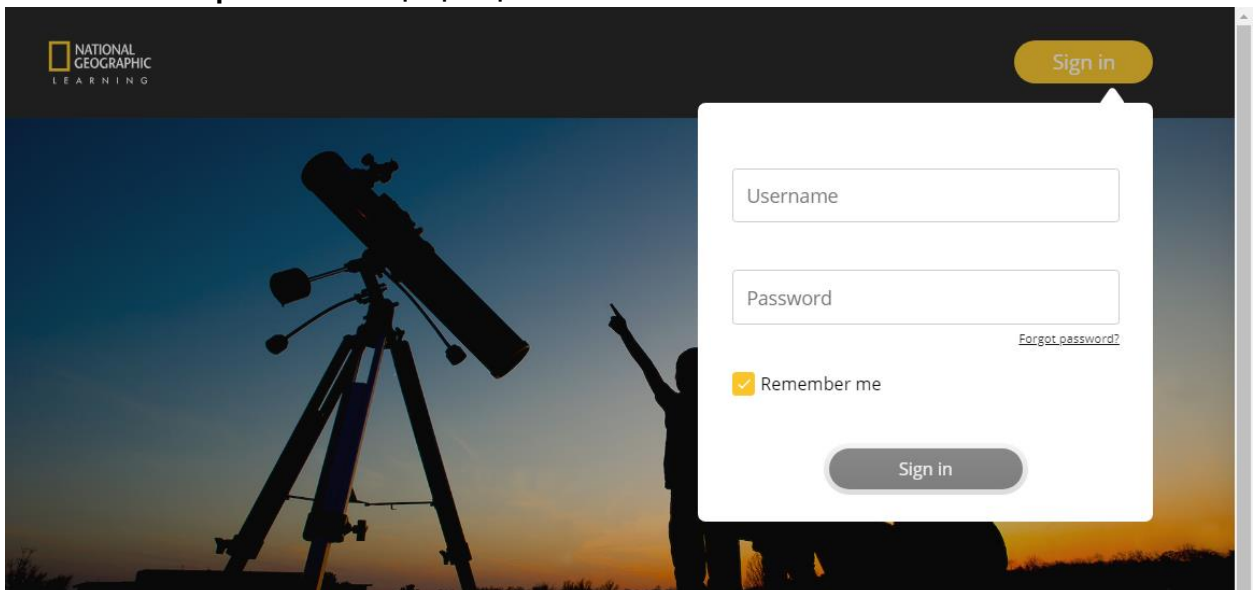 NATIONAL
GEOGRAPHIC
LEARNING
Sign in
Username
Password
Forgot password?
Remember me
Sign in